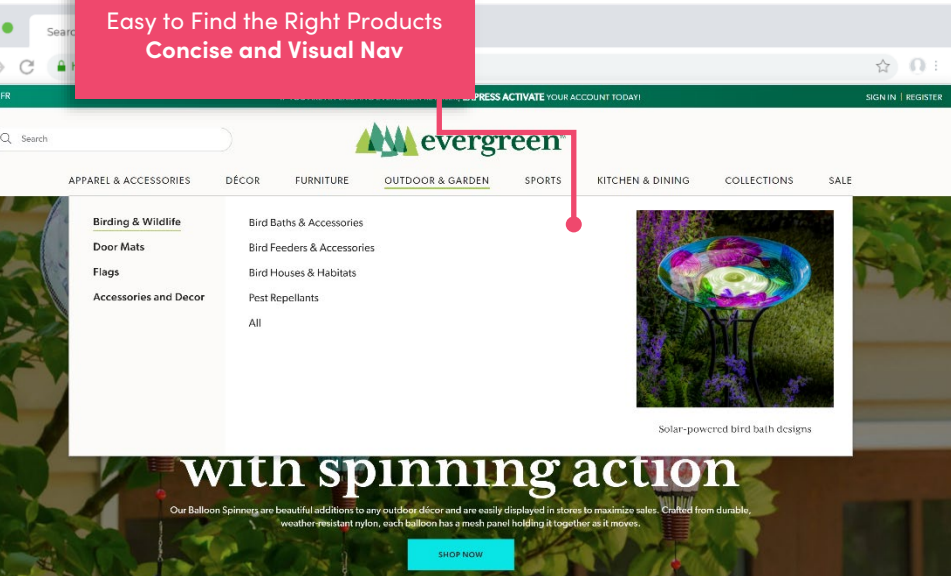 Easy to Find the Right Products
Concise and Visual Nav
Searc
FR
EXPRESS ACTIVATE YOUR ACCOUNT TODAY!
SIGN IN | REGISTER
Search
evergreen
APPAREL & ACCESSORIES DÉCOR FURNITURE OUTDOOR & GARDEN SPORTS KITCHEN & DINING COLLECTIONS SALE
Birding & Wildlife
Door Mats
Flags
Accessories and Decor
Bird Baths & Accessories
Bird Feeders & Accessories
Bird Houses & Habitats
Pest Repellants
All
Solar-powered bird bath designs
with spinning action
Our Balloon Spinners are beautiful additions to any outdoor décor and are easily displayed in stores to maximize sales. Crafted from durable,
weather-resistant nylon, each balloon has a mesh panel holding it together as it moves.
SHOP NOW